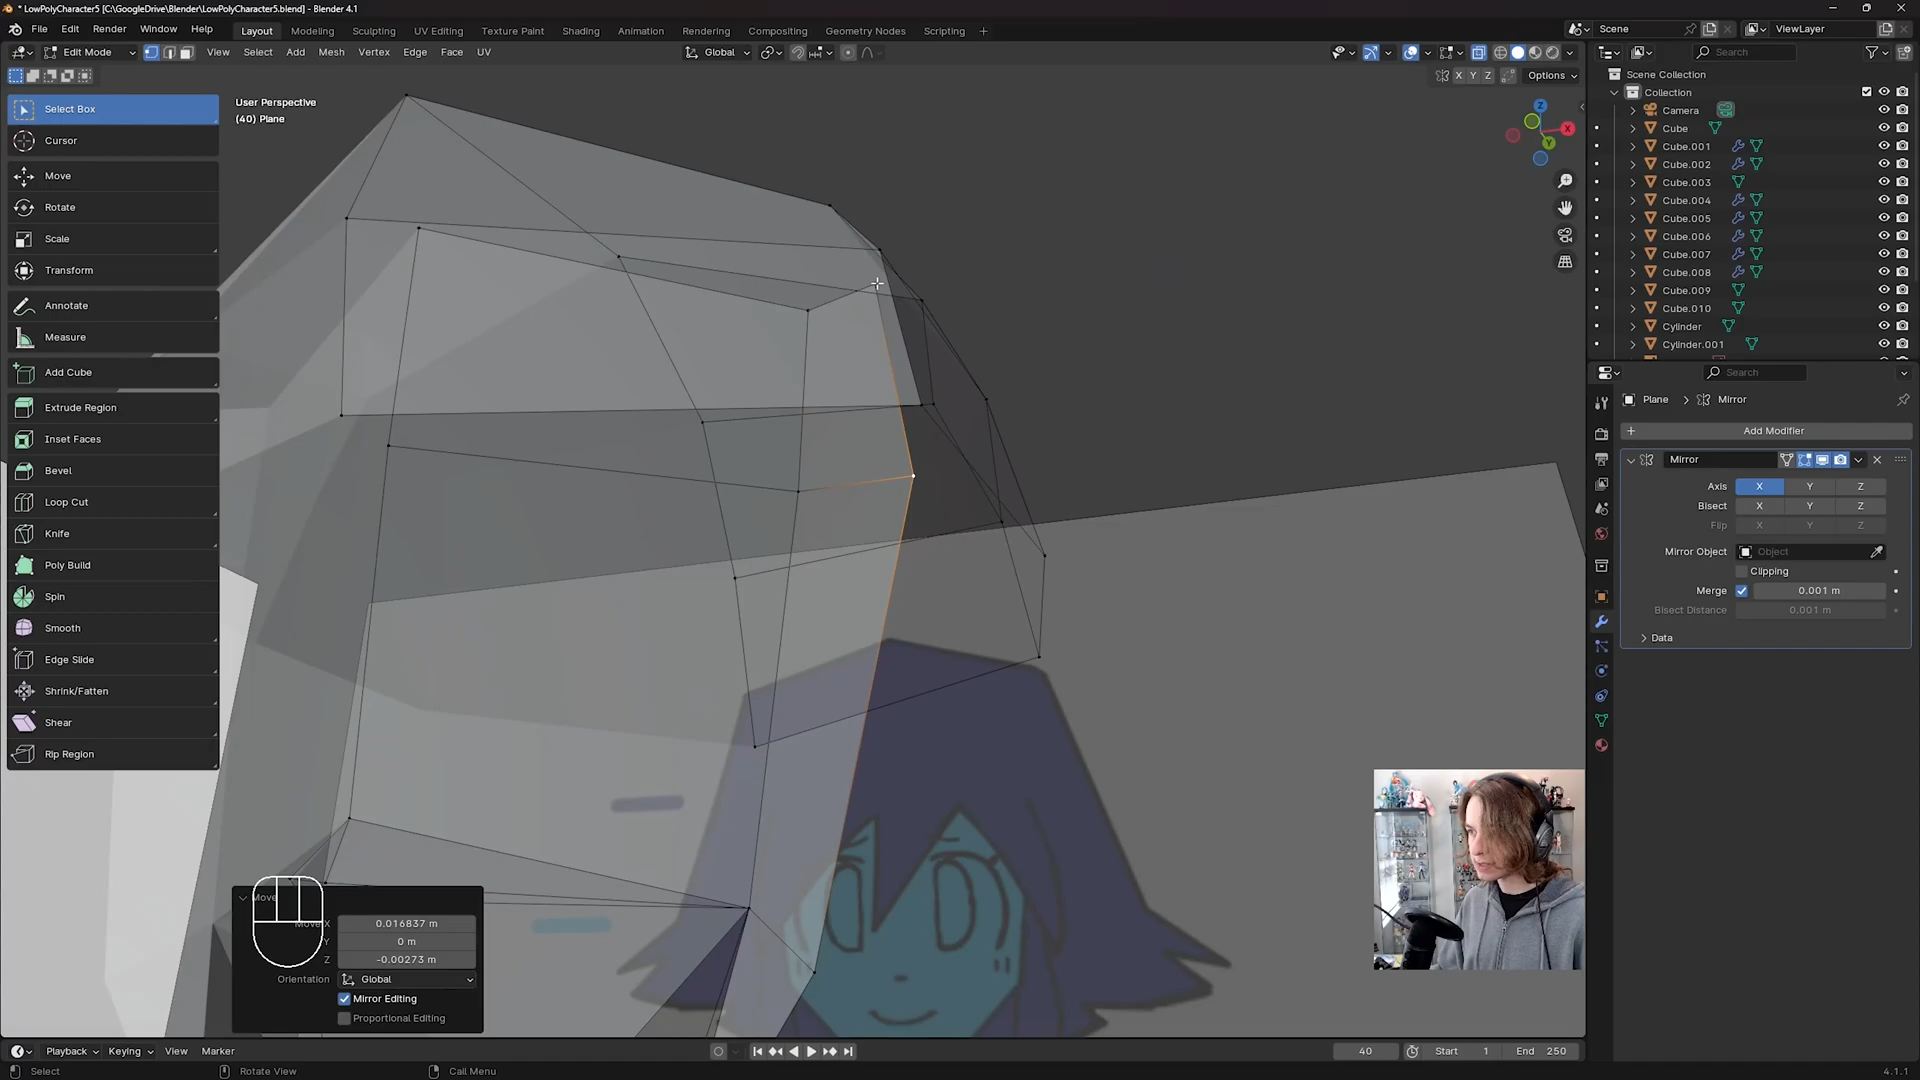 * LowPolyCharacter5 [C:\GoogleDrive\Blender\LowPolyCharacter5.blend] - Blender 4.1
File Edit Render Window Help
Layout Modeling Sculpting UV Editing Texture Paint Shading Animation Rendering Compositing Geometry Nodes Scripting
Scene
ViewLayer
Edit Mode
View Select Add Mesh Vertex Edge Face UV
Global
Search
X Y Z
Options
Select Box
Cursor
Move
Rotate
Scale
Transform
Annotate
Measure
Add Cube
Extrude Region
Inset Faces
Bevel
Loop Cut
Knife
Poly Build
Spin
Smooth
Edge Slide
Shrink/Fatten
Shear
Rip Region
User Perspective
(40) Plane
Z
X
Y
Scene Collection
Collection
Camera
Cube
Cube.001
Cube.002
Cube.003
Cube.004
Cube.005
Cube.006
Cube.007
Cube.008
Cube.009
Cube.010
Cylinder
Cylinder.001
Search
Plane Mirror
Add Modifier
Mirror
Axis X Y Z
Bisect X Y Z
Flip X Y Z
Mirror Object Object
Clipping
Merge 0.001 m
Bisect Distance 0.001 m
Data
Move
X 0.016837 m
Y 0 m
Z -0.00273 m
Orientation Global
Mirror Editing
Proportional Editing
Playback Keying View Marker
40 Start 1 End 250
Select Rotate View Call Menu
4.1.1